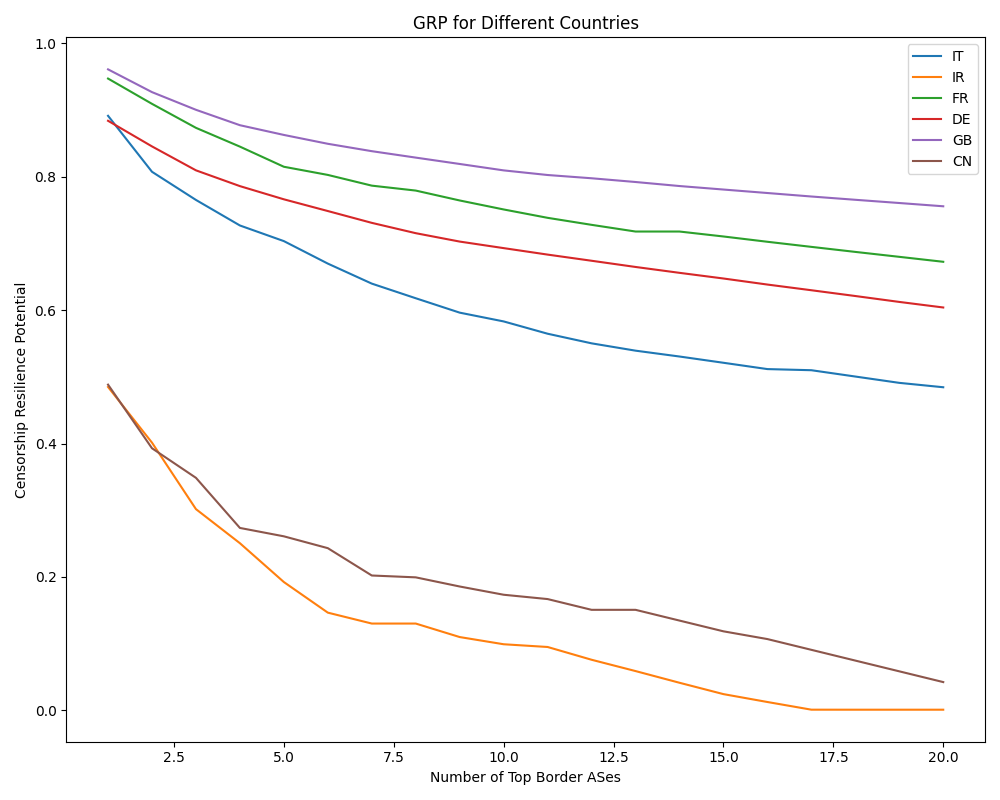 GRP for Different Countries
1.0
0.8
0.6
0.4
0.2
0.0
Censorship Resilience Potential
2.5 5.0 7.5 10.0 12.5 15.0 17.5 20.0
Number of Top Border ASes
IT
IR
FR
DE
GB
CN